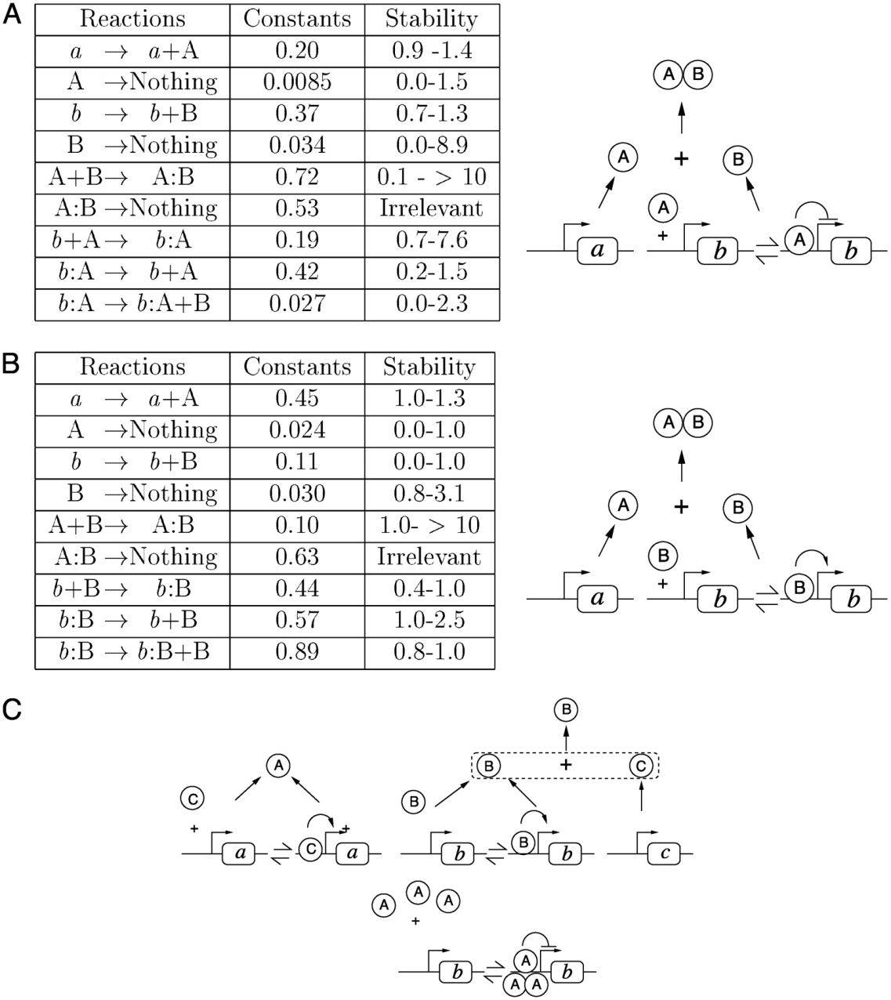 A
Reactions Constants Stability
a → a+A 0.20 0.9 -1.4
A →Nothing 0.0085 0.0-1.5
b → b+B 0.37 0.7-1.3
B →Nothing 0.034 0.0-8.9
A+B→ A:B 0.72 0.1 - > 10
A:B →Nothing 0.53 Irrelevant
b+A→ b:A 0.19 0.7-7.6
b:A → b+A 0.42 0.2-1.5
b:A → b:A+B 0.027 0.0-2.3
A B
A + B
A
+
A
a b b
B
Reactions Constants Stability
a → a+A 0.45 1.0-1.3
A →Nothing 0.024 0.0-1.0
b → b+B 0.11 0.0-1.0
B →Nothing 0.030 0.8-3.1
A+B→ A:B 0.10 1.0- > 10
A:B →Nothing 0.63 Irrelevant
b+B→ b:B 0.44 0.4-1.0
b:B → b+B 0.57 1.0-2.5
b:B → b:B+B 0.89 0.8-1.0
A B
A + B
B
+
B
a b b
C
B
A B + C
C B
+ +
C B
a a b b c
A A A
+
A
b A A b